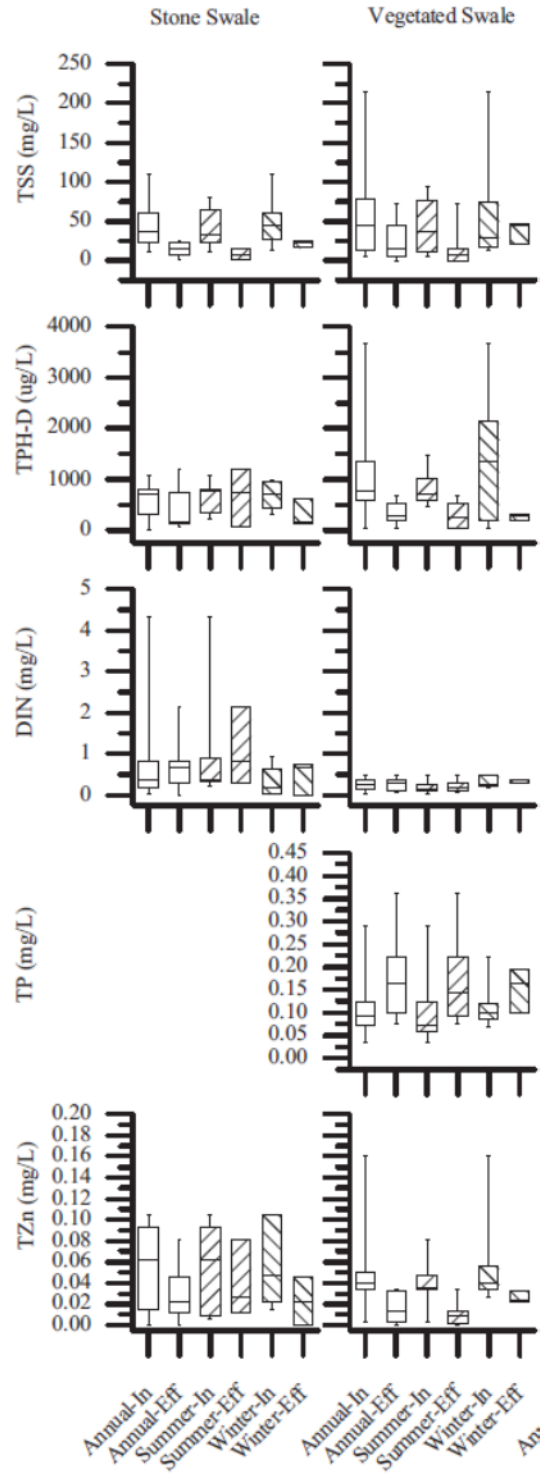 Stone Swale Vegetated Swale
TSS (mg/L)
250
200
150
100
50
0
TPH-D (ug/L)
4000
3000
2000
1000
0
DIN (mg/L)
5
4
3
2
1
0
TP (mg/L)
0.45
0.40
0.35
0.30
0.25
0.20
0.15
0.10
0.05
0.00
TZn (mg/L)
0.20
0.18
0.16
0.14
0.12
0.10
0.08
0.06
0.04
0.02
0.00
Annual-In
Annual-Eff
Summer-In
Summer-Eff
Winter-In
Winter-Eff
Annual-In
Annual-Eff
Summer-In
Summer-Eff
Winter-In
Winter-Eff